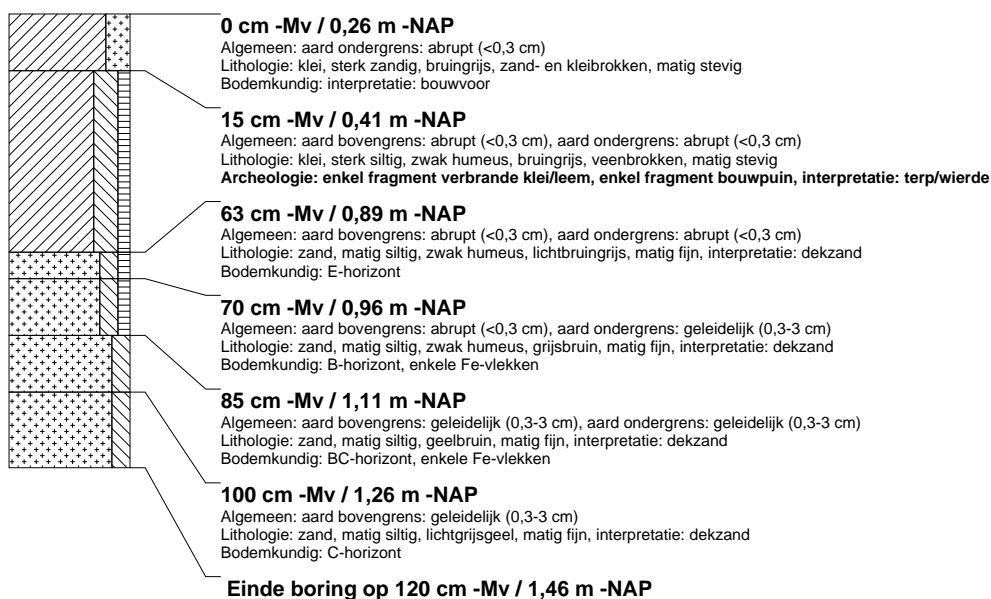 0 cm -Mv / 0,26 m -NAP
Algemeen: aard ondergrens: abrupt (<0,3 cm)
Lithologie: klei, sterk zandig, bruingrijs, zand- en kleibrokken, matig stevig
Bodemkundig: interpretatie: bouwvoor
15 cm -Mv / 0,41 m -NAP
Algemeen: aard bovengrens: abrupt (<0,3 cm), aard ondergrens: abrupt (<0,3 cm)
Lithologie: klei, sterk siltig, zwak humeus, bruingrijs, veenbrokken, matig stevig
Archeologie: enkel fragment verbrande klei/leem, enkel fragment bouwpuin, interpretatie: terp/wierde
63 cm -Mv / 0,89 m -NAP
Algemeen: aard bovengrens: abrupt (<0,3 cm), aard ondergrens: abrupt (<0,3 cm)
Lithologie: zand, matig siltig, zwak humeus, lichtbruingrijs, matig fijn, interpretatie: dekzand
Bodemkundig: E-horizont
70 cm -Mv / 0,96 m -NAP
Algemeen: aard bovengrens: abrupt (<0,3 cm), aard ondergrens: geleidelijk (0,3-3 cm)
Lithologie: zand, matig siltig, zwak humeus, grijsbruin, matig fijn, interpretatie: dekzand
Bodemkundig: B-horizont, enkele Fe-vlekken
85 cm -Mv / 1,11 m -NAP
Algemeen: aard bovengrens: geleidelijk (0,3-3 cm), aard ondergrens: geleidelijk (0,3-3 cm)
Lithologie: zand, matig siltig, geelbruin, matig fijn, interpretatie: dekzand
Bodemkundig: BC-horizont, enkele Fe-vlekken
100 cm -Mv / 1,26 m -NAP
Algemeen: aard bovengrens: geleidelijk (0,3-3 cm)
Lithologie: zand, matig siltig, lichtgrijsgeel, matig fijn, interpretatie: dekzand
Bodemkundig: C-horizont
Einde boring op 120 cm -Mv / 1,46 m -NAP